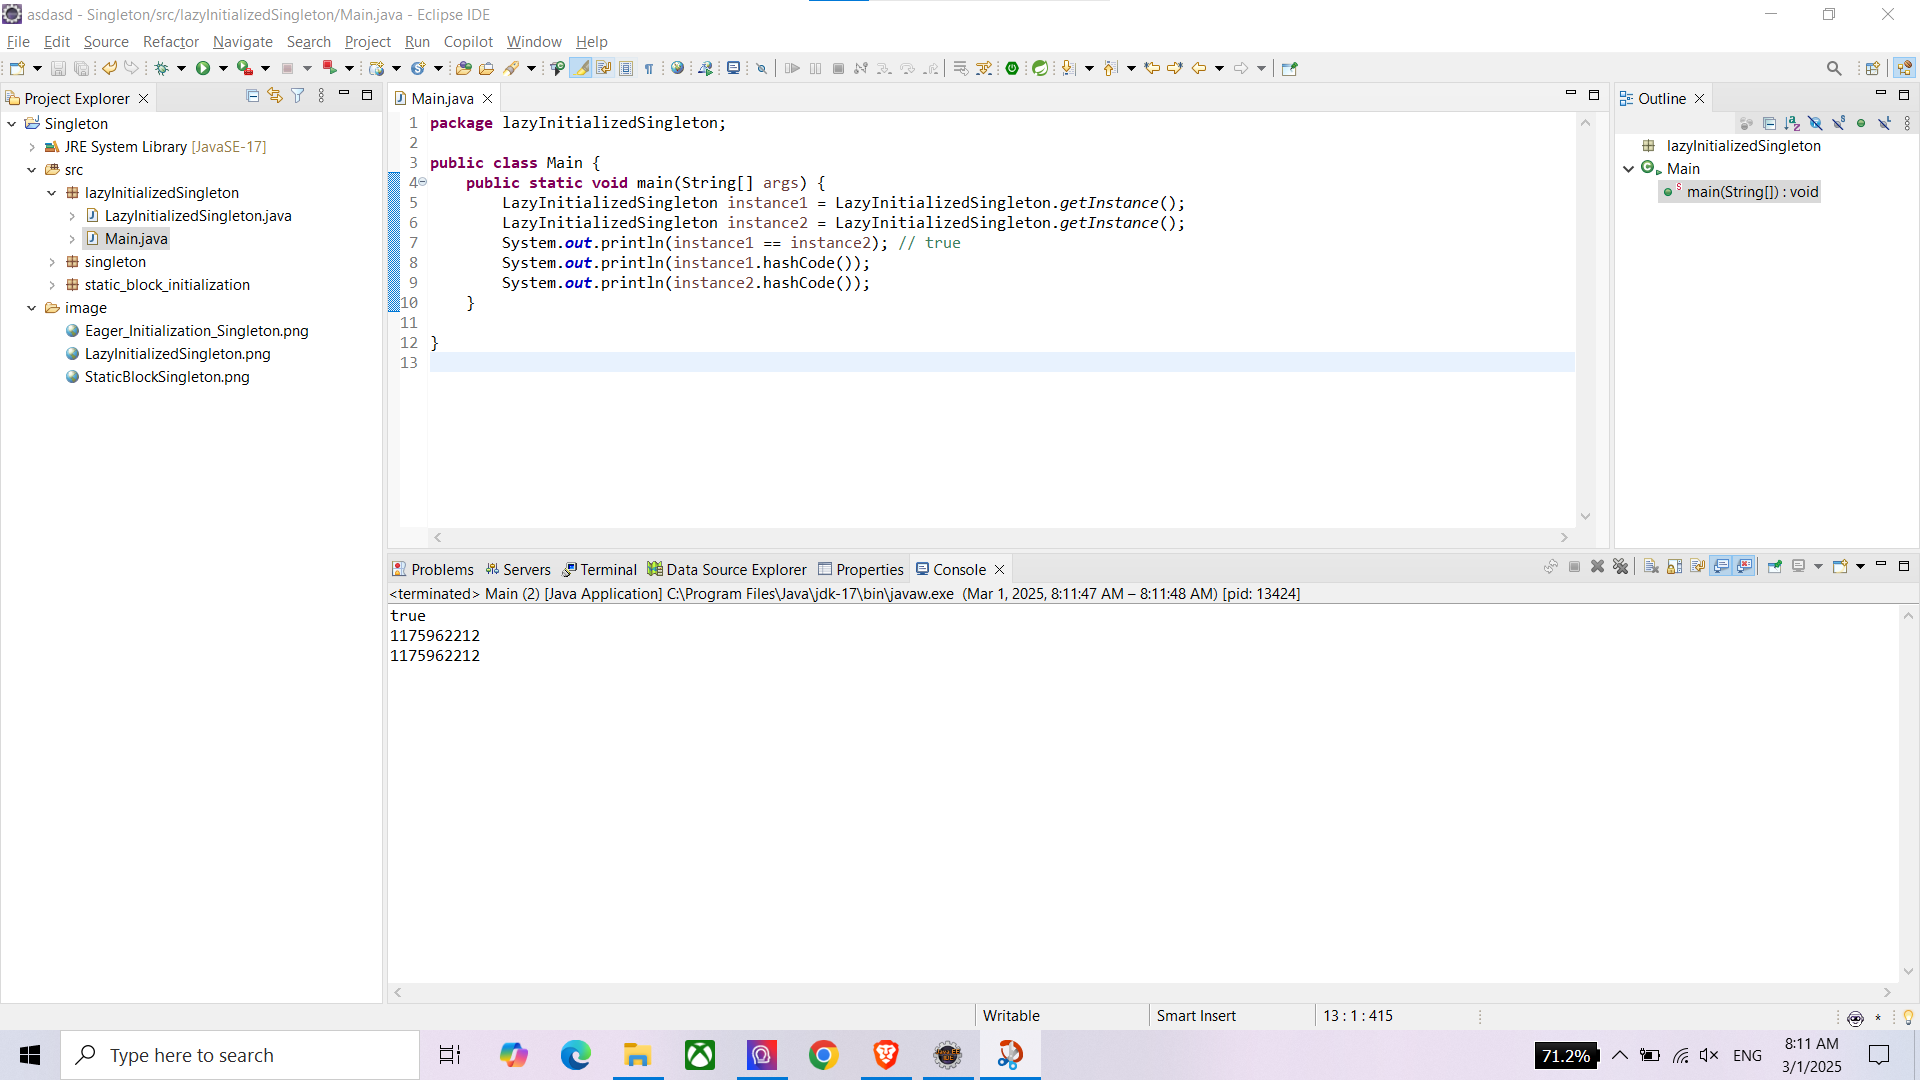 asdasd - Singleton/src/lazyInitializedSingleton/Main.java - Eclipse IDE
File Edit Source Refactor Navigate Search Project Run Copilot Window Help
Project Explorer
Singleton
JRE System Library [JavaSE-17]
src
lazyInitializedSingleton
LazyInitializedSingleton.java
Main.java
singleton
static_block_initialization
image
Eager_Initialization_Singleton.png
LazyInitializedSingleton.png
StaticBlockSingleton.png
Main.java
1 package lazyInitializedSingleton;
2
3 public class Main {
4 public static void main(String[] args) {
5 LazyInitializedSingleton instance1 = LazyInitializedSingleton.getInstance();
6 LazyInitializedSingleton instance2 = LazyInitializedSingleton.getInstance();
7 System.out.println(instance1 == instance2); // true
8 System.out.println(instance1.hashCode());
9 System.out.println(instance2.hashCode());
10 }
11
12 }
13
Outline
lazyInitializedSingleton
Main
main(String[]) : void
Problems Servers Terminal Data Source Explorer Properties Console
<terminated> Main (2) [Java Application] C:\Program Files\Java\jdk-17\bin\javaw.exe (Mar 1, 2025, 8:11:47 AM – 8:11:48 AM) [pid: 13424]
true
1175962212
1175962212
Writable Smart Insert 13 : 1 : 415
Type here to search
71.2% ENG 8:11 AM
3/1/2025